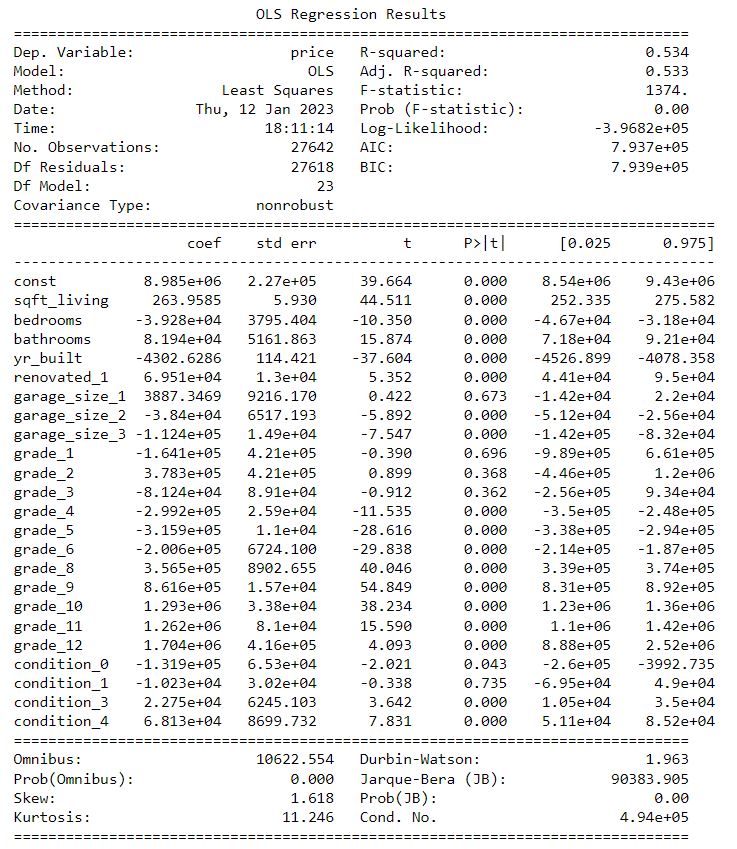 OLS Regression Results
==============================================================================
Dep. Variable: price R-squared: 0.534
Model: OLS Adj. R-squared: 0.533
Method: Least Squares F-statistic: 1374.
Date: Thu, 12 Jan 2023 Prob (F-statistic): 0.00
Time: 18:11:14 Log-Likelihood: -3.9682e+05
No. Observations: 27642 AIC: 7.937e+05
Df Residuals: 27618 BIC: 7.939e+05
Df Model: 23
Covariance Type: nonrobust
=================================================================================
coef std err t P>|t| [0.025 0.975]
---------------------------------------------------------------------------------
const 8.985e+06 2.27e+05 39.664 0.000 8.54e+06 9.43e+06
sqft_living 263.9585 5.930 44.511 0.000 252.335 275.582
bedrooms -3.928e+04 3795.404 -10.350 0.000 -4.67e+04 -3.18e+04
bathrooms 8.194e+04 5161.863 15.874 0.000 7.18e+04 9.21e+04
yr_built -4302.6286 114.421 -37.604 0.000 -4526.899 -4078.358
renovated_1 6.951e+04 1.3e+04 5.352 0.000 4.41e+04 9.5e+04
garage_size_1 3887.3469 9216.170 0.422 0.673 -1.42e+04 2.2e+04
garage_size_2 -3.84e+04 6517.193 -5.892 0.000 -5.12e+04 -2.56e+04
garage_size_3 -1.124e+05 1.49e+04 -7.547 0.000 -1.42e+05 -8.32e+04
grade_1 -1.641e+05 4.21e+05 -0.390 0.696 -9.89e+05 6.61e+05
grade_2 3.783e+05 4.21e+05 0.899 0.368 -4.46e+05 1.2e+06
grade_3 -8.124e+04 8.91e+04 -0.912 0.362 -2.56e+05 9.34e+04
grade_4 -2.992e+05 2.59e+04 -11.535 0.000 -3.5e+05 -2.48e+05
grade_5 -3.159e+05 1.1e+04 -28.616 0.000 -3.38e+05 -2.94e+05
grade_6 -2.006e+05 6724.100 -29.838 0.000 -2.14e+05 -1.87e+05
grade_8 3.565e+05 8902.655 40.046 0.000 3.39e+05 3.74e+05
grade_9 8.616e+05 1.57e+04 54.849 0.000 8.31e+05 8.92e+05
grade_10 1.293e+06 3.38e+04 38.234 0.000 1.23e+06 1.36e+06
grade_11 1.262e+06 8.1e+04 15.590 0.000 1.1e+06 1.42e+06
grade_12 1.704e+06 4.16e+05 4.093 0.000 8.88e+05 2.52e+06
condition_0 -1.319e+05 6.53e+04 -2.021 0.043 -2.6e+05 -3992.735
condition_1 -1.023e+04 3.02e+04 -0.338 0.735 -6.95e+04 4.9e+04
condition_3 2.275e+04 6245.103 3.642 0.000 1.05e+04 3.5e+04
condition_4 6.813e+04 8699.732 7.831 0.000 5.11e+04 8.52e+04
==============================================================================
Omnibus: 10622.554 Durbin-Watson: 1.963
Prob(Omnibus): 0.000 Jarque-Bera (JB): 90383.905
Skew: 1.618 Prob(JB): 0.00
Kurtosis: 11.246 Cond. No. 4.94e+05
==============================================================================